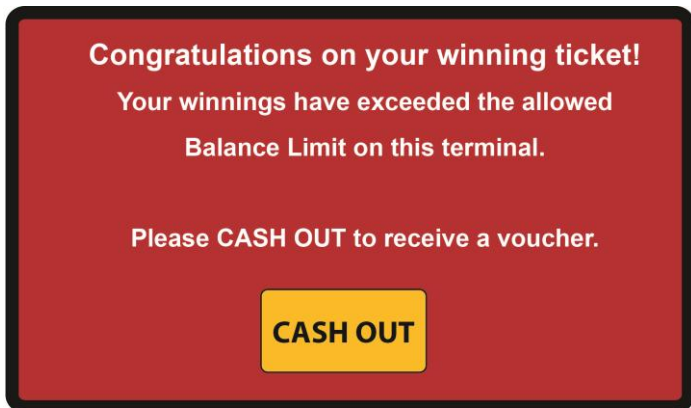 Congratulations on your winning ticket!
Your winnings have exceeded the allowed
Balance Limit on this terminal.
Please CASH OUT to receive a voucher.
CASH OUT